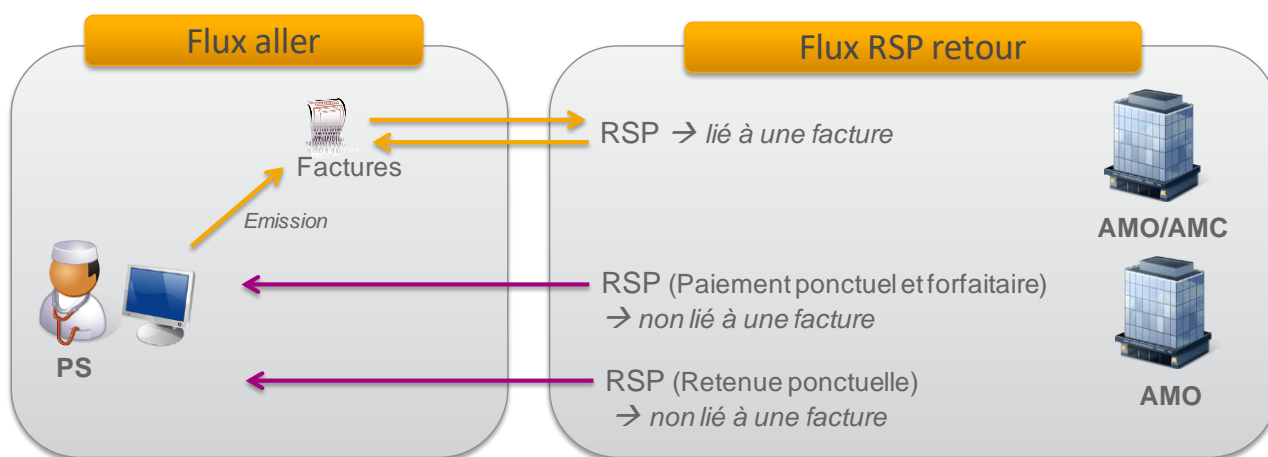 Flux aller
Flux RSP retour
Factures
Emission
PS
RSP → lié à une facture
AMO/AMC
RSP (Paiement ponctuel et forfaitaire)
→ non lié à une facture
RSP (Retenue ponctuelle)
→ non lié à une facture
AMO